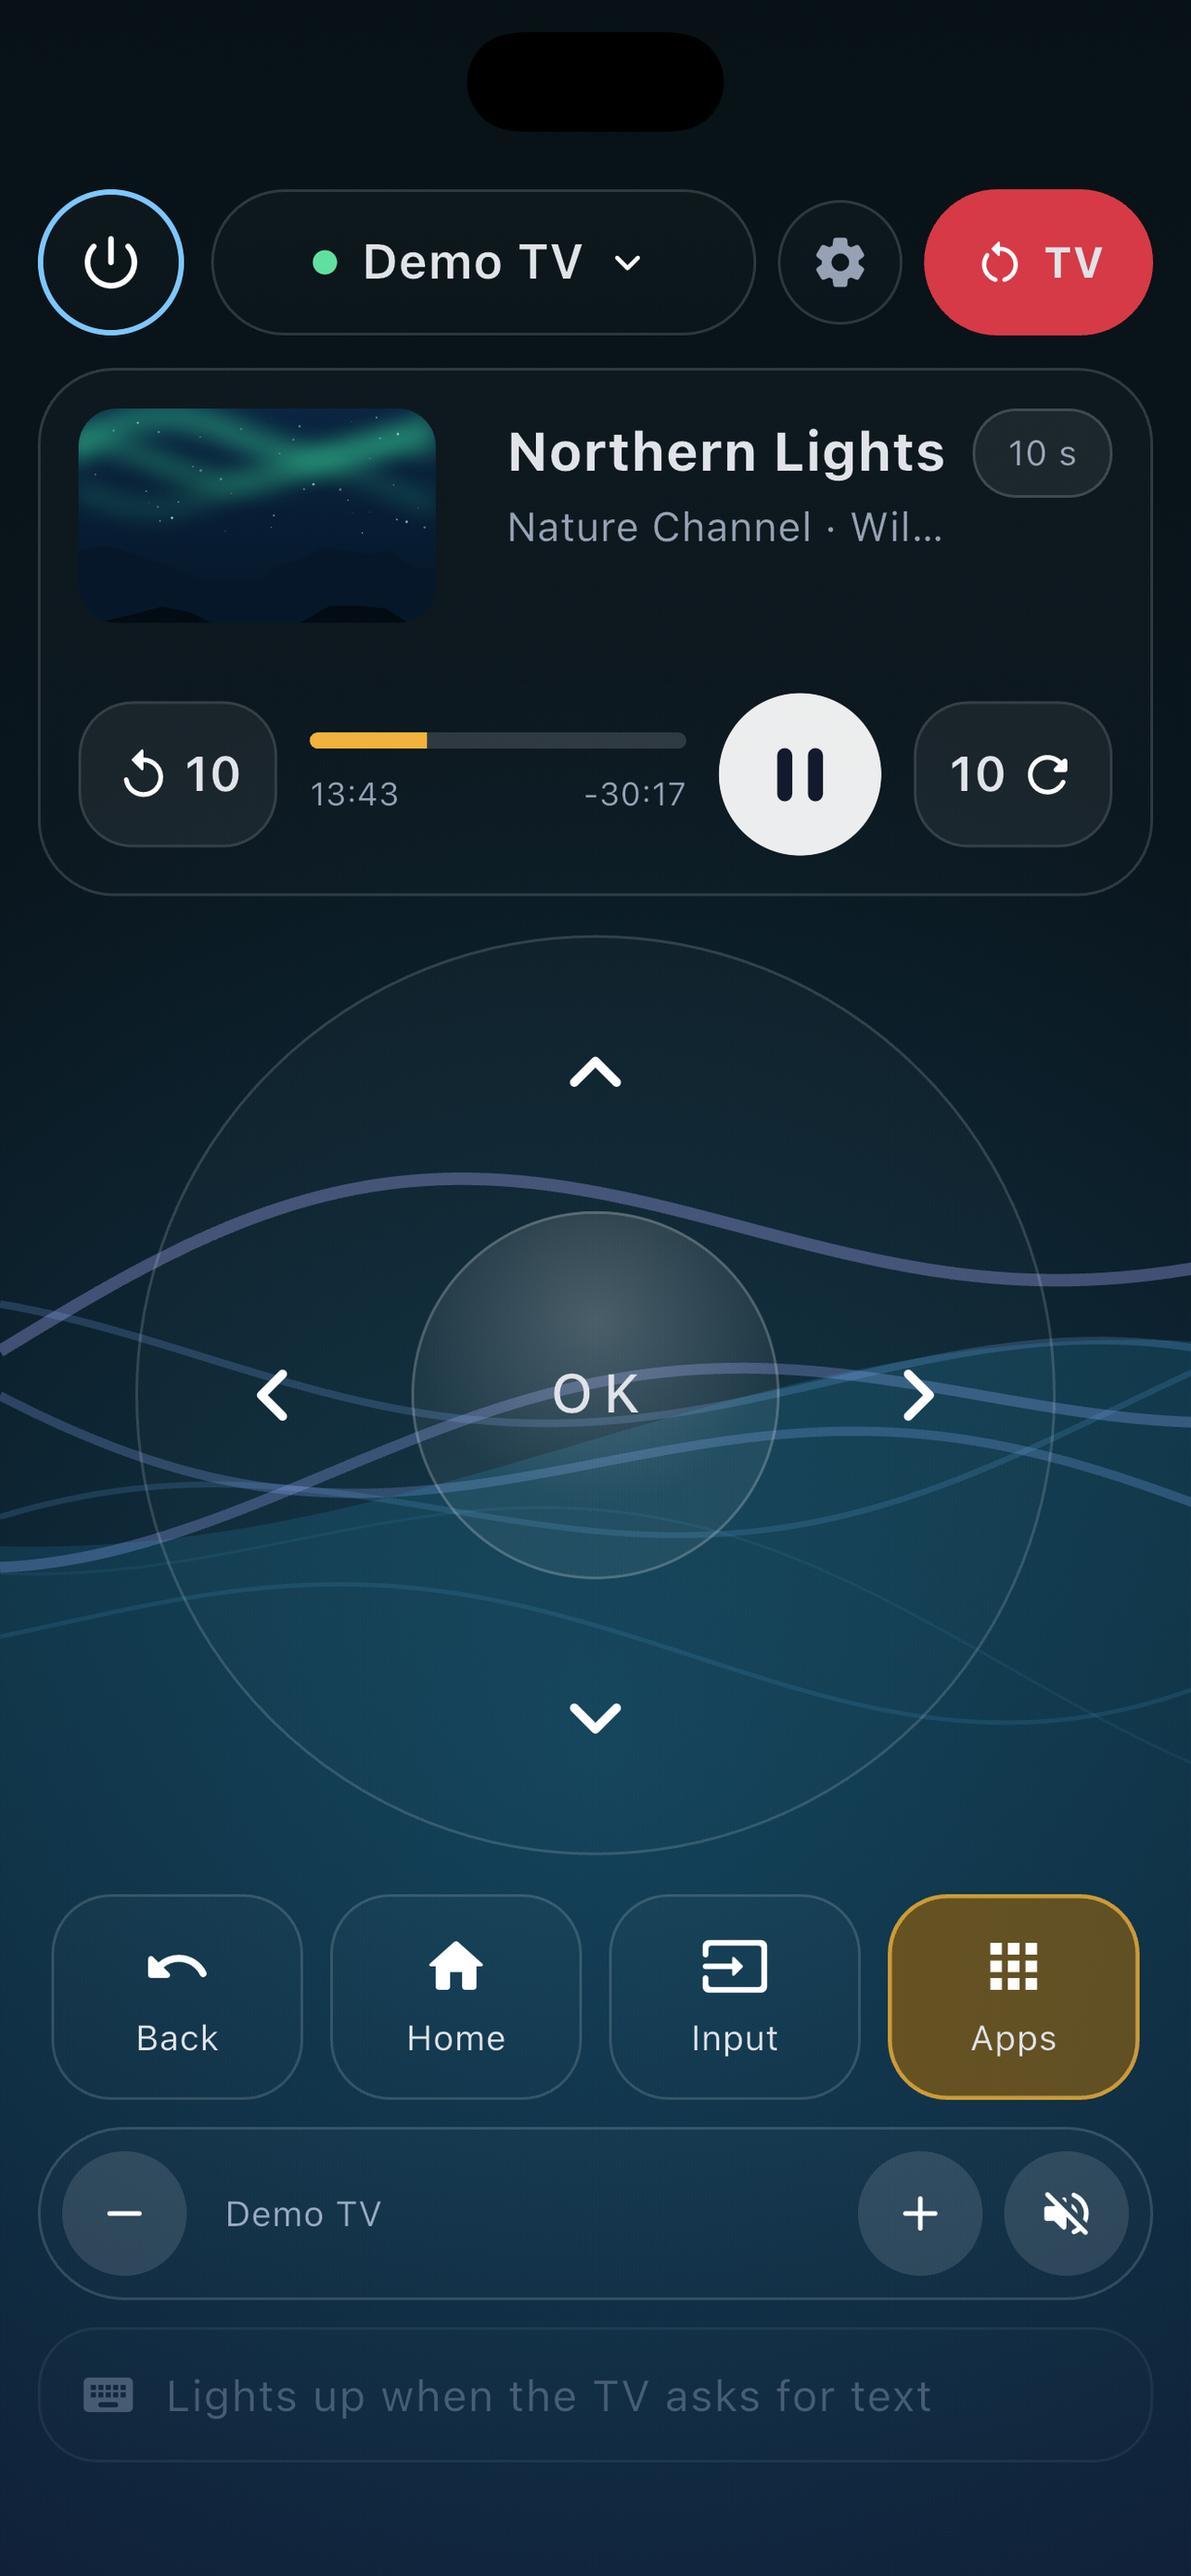 Demo TV
TV
Northern Lights
10 s
Nature Channel · Wil...
10
13:43
-30:17
10
OK
Back
Home
Input
Apps
Demo TV
Lights up when the TV asks for text